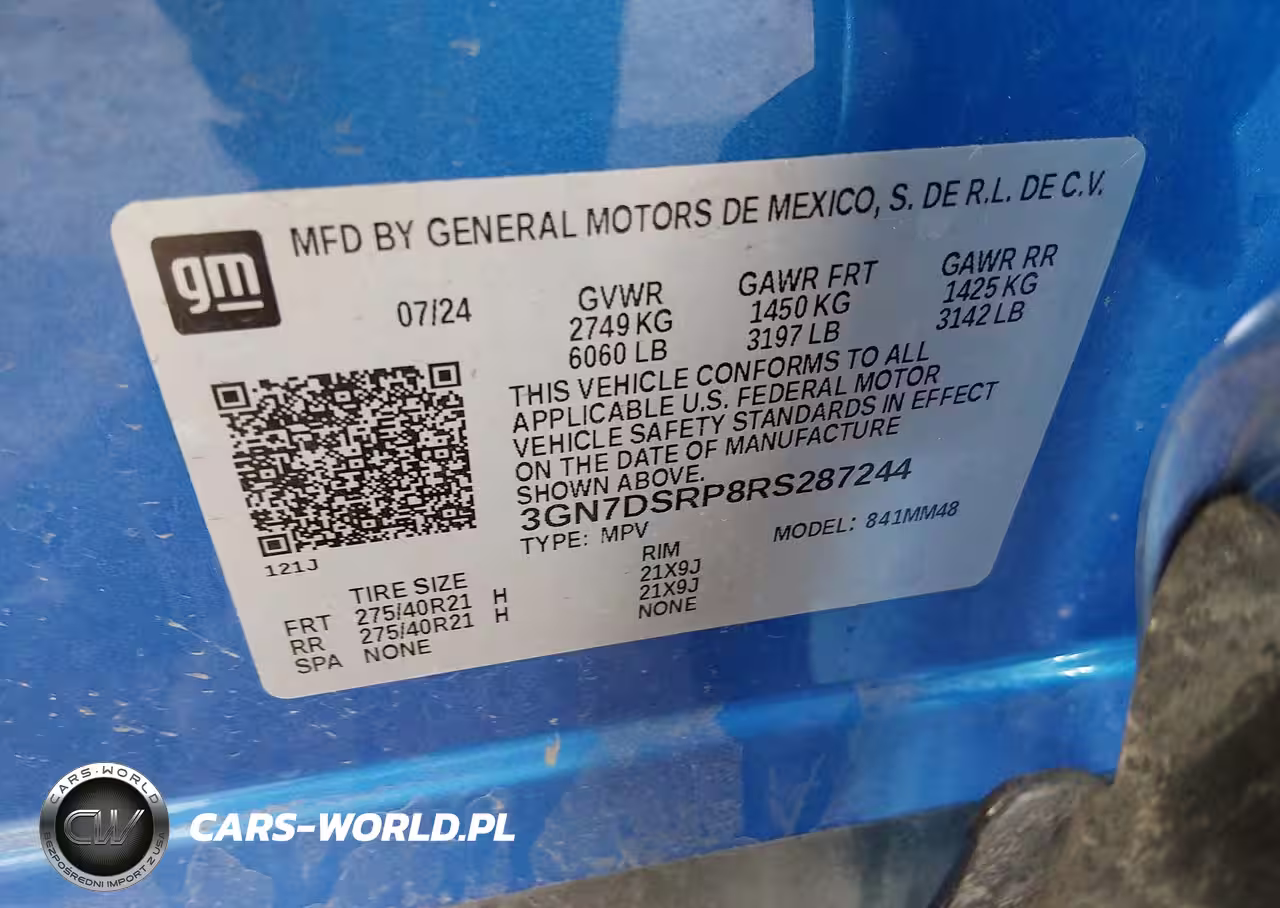 gm
MFD BY GENERAL MOTORS DE MEXICO, S. DE R.L. DE C.V.
07/24
GVWR
2749 KG
6060 LB
GAWR FRT
1450 KG
3197 LB
GAWR RR
1425 KG
3142 LB
THIS VEHICLE CONFORMS TO ALL
APPLICABLE U.S. FEDERAL MOTOR
VEHICLE SAFETY STANDARDS IN EFFECT
ON THE DATE OF MANUFACTURE
SHOWN ABOVE.
3GN7DSRP8RS287244
TYPE: MPV
MODEL: 841MM48
121J
TIRE SIZE
RIM
FRT 275/40R21 H 21X9J
RR 275/40R21 H 21X9J
SPA NONE NONE
CARS-WORLD
CW
BEZPOŚREDNI IMPORT Z USA
CARS-WORLD.PL